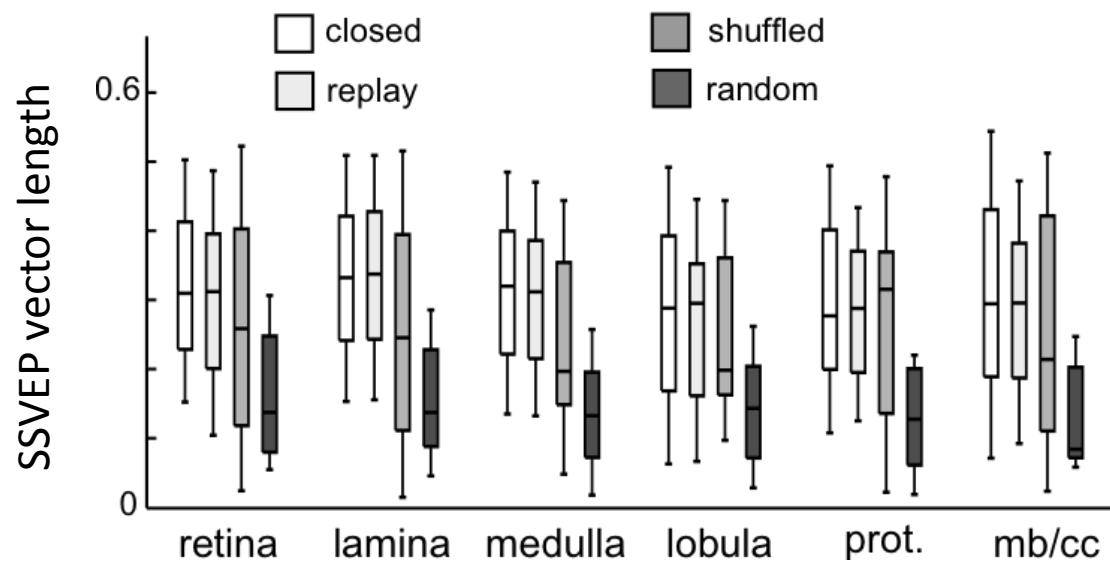 closed
shuffled
replay
random
SSVEP vector length
0.6
0
retina lamina medulla lobula prot. mb/cc